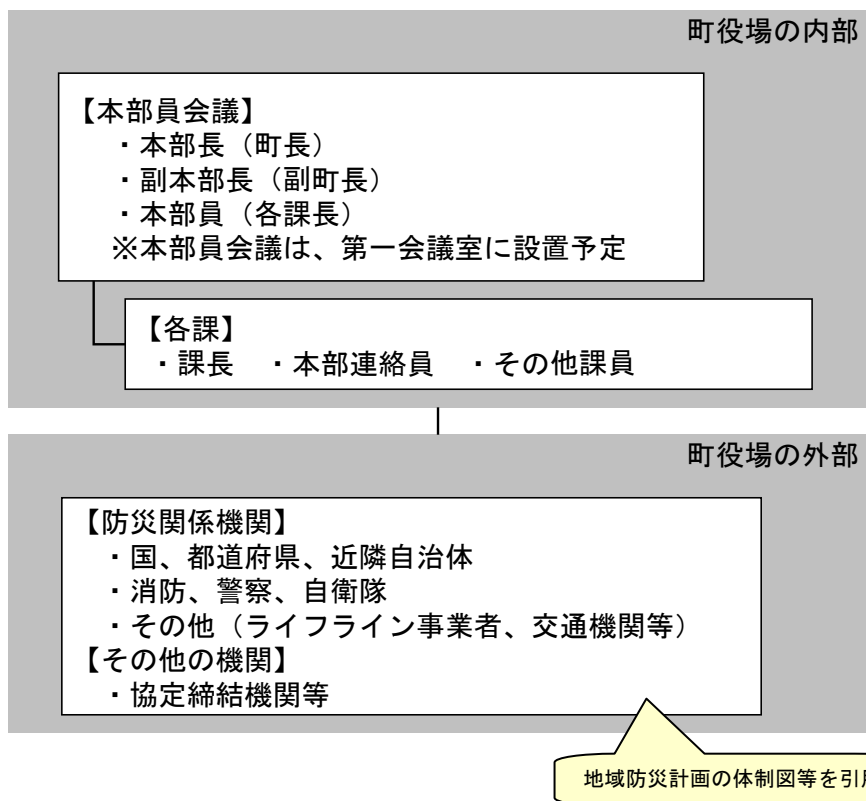 町役場の内部
【本部員会議】
・本部長（町長）
・副本部長（副町長）
・本部員（各課長）
※本部員会議は、第一会議室に設置予定
【各課】
・課長　・本部連絡員　・その他課員
町役場の外部
【防災関係機関】
・国、都道府県、近隣自治体
・消防、警察、自衛隊
・その他（ライフライン事業者、交通機関等）
【その他の機関】
・協定締結機関等
地域防災計画の体制図等を引